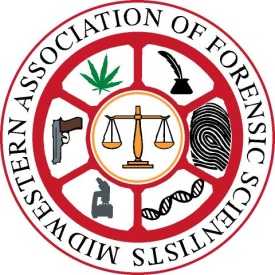 MIDWESTERN ASSOCIATION OF FORENSIC SCIENTISTS